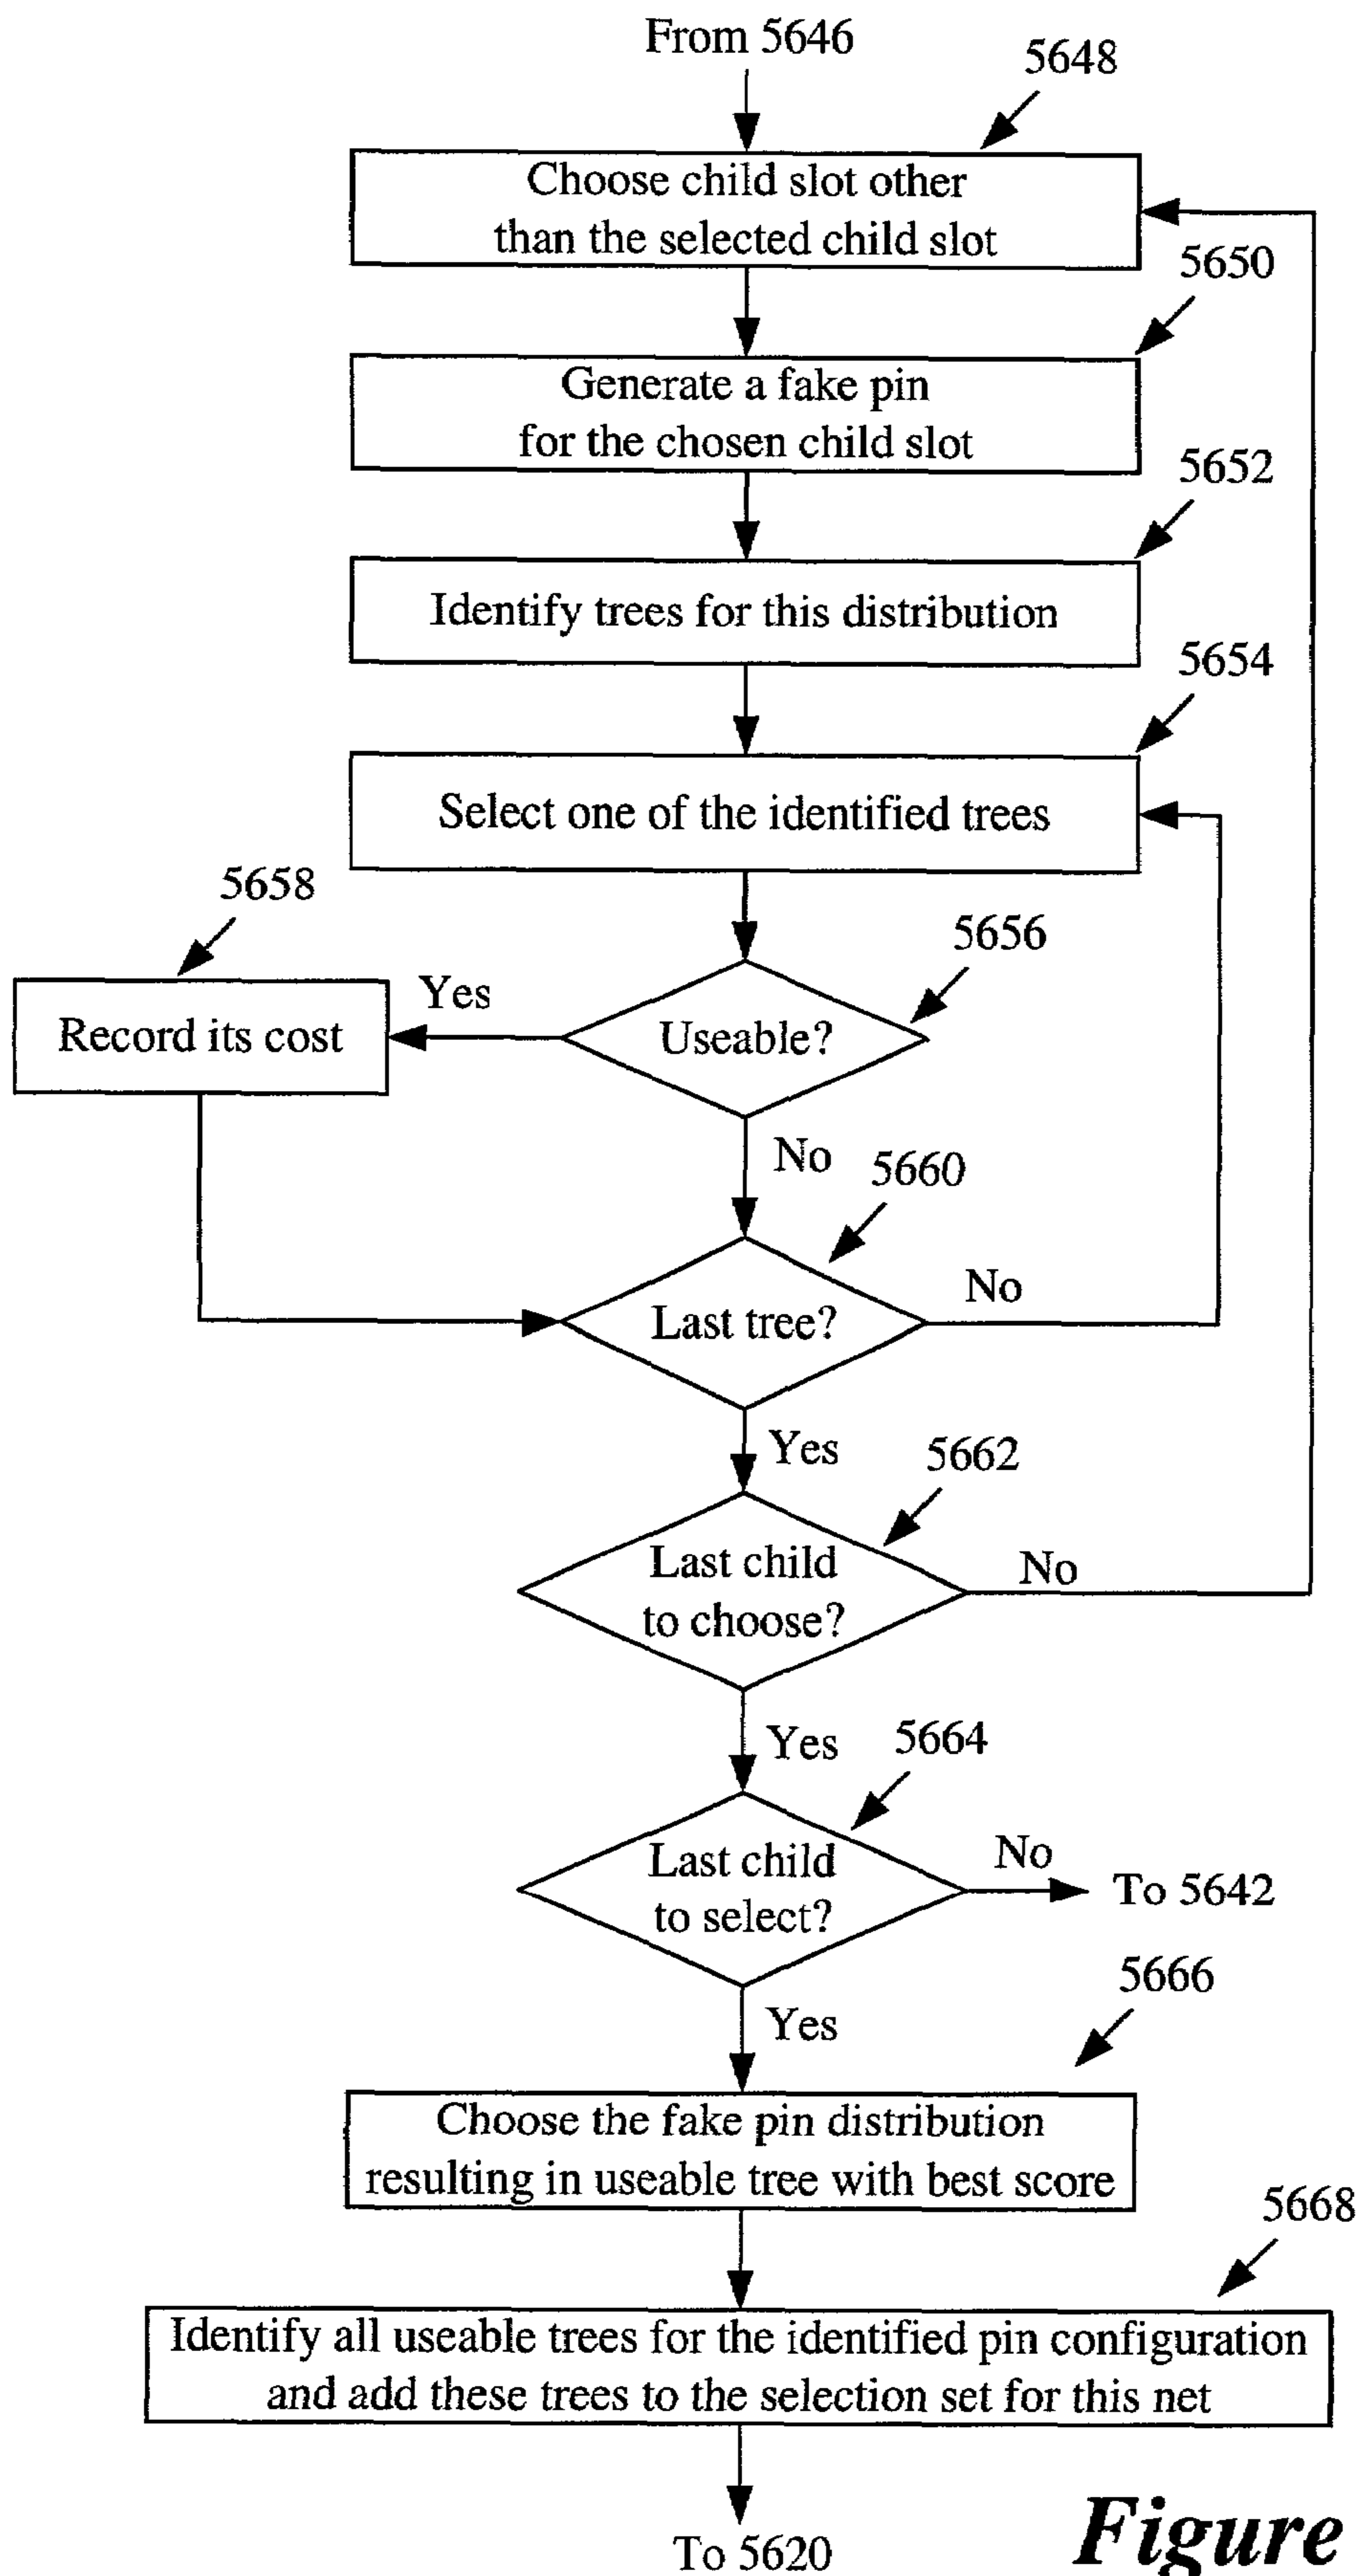 From 5646
5648
Choose child slot other
than the selected child slot
5650
Generate a fake pin
for the chosen child slot
5652
Identify trees for this distribution
5654
Select one of the identified trees
5658
5656
Yes
Record its cost
Useable?
No
5660
Last tree?
No
Yes
5662
Last child
to choose?
No
Yes
5664
Last child
to select?
No
To 5642
5666
Yes
Choose the fake pin distribution
resulting in useable tree with best score
5668
Identify all useable trees for the identified pin configuration
and add these trees to the selection set for this net
To 5620
Figure